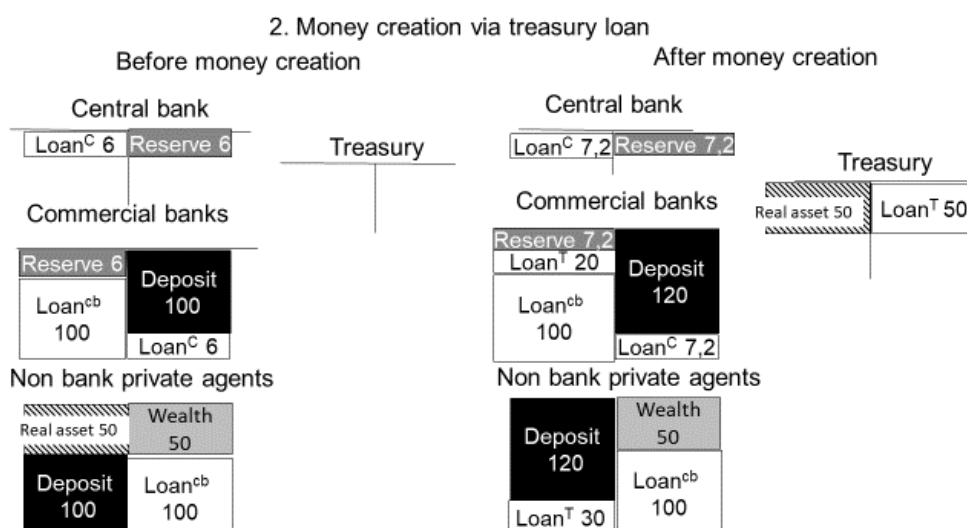 2. Money creation via treasury loan
Before money creation
Central bank
Loanᶜ 6
Reserve 6
Treasury
Commercial banks
Reserve 6
Loanᶜᵇ
100
Deposit
100
Loanᶜ 6
Non bank private agents
Real asset 50
Wealth
50
Deposit
100
Loanᶜᵇ
100
After money creation
Central bank
Loanᶜ 7,2
Reserve 7,2
Treasury
Real asset 50
Loanᵀ 50
Commercial banks
Reserve 7,2
Loanᵀ 20
Loanᶜᵇ
100
Deposit
120
Loanᶜ 7,2
Non bank private agents
Deposit
120
Loanᵀ 30
Wealth
50
Loanᶜᵇ
100